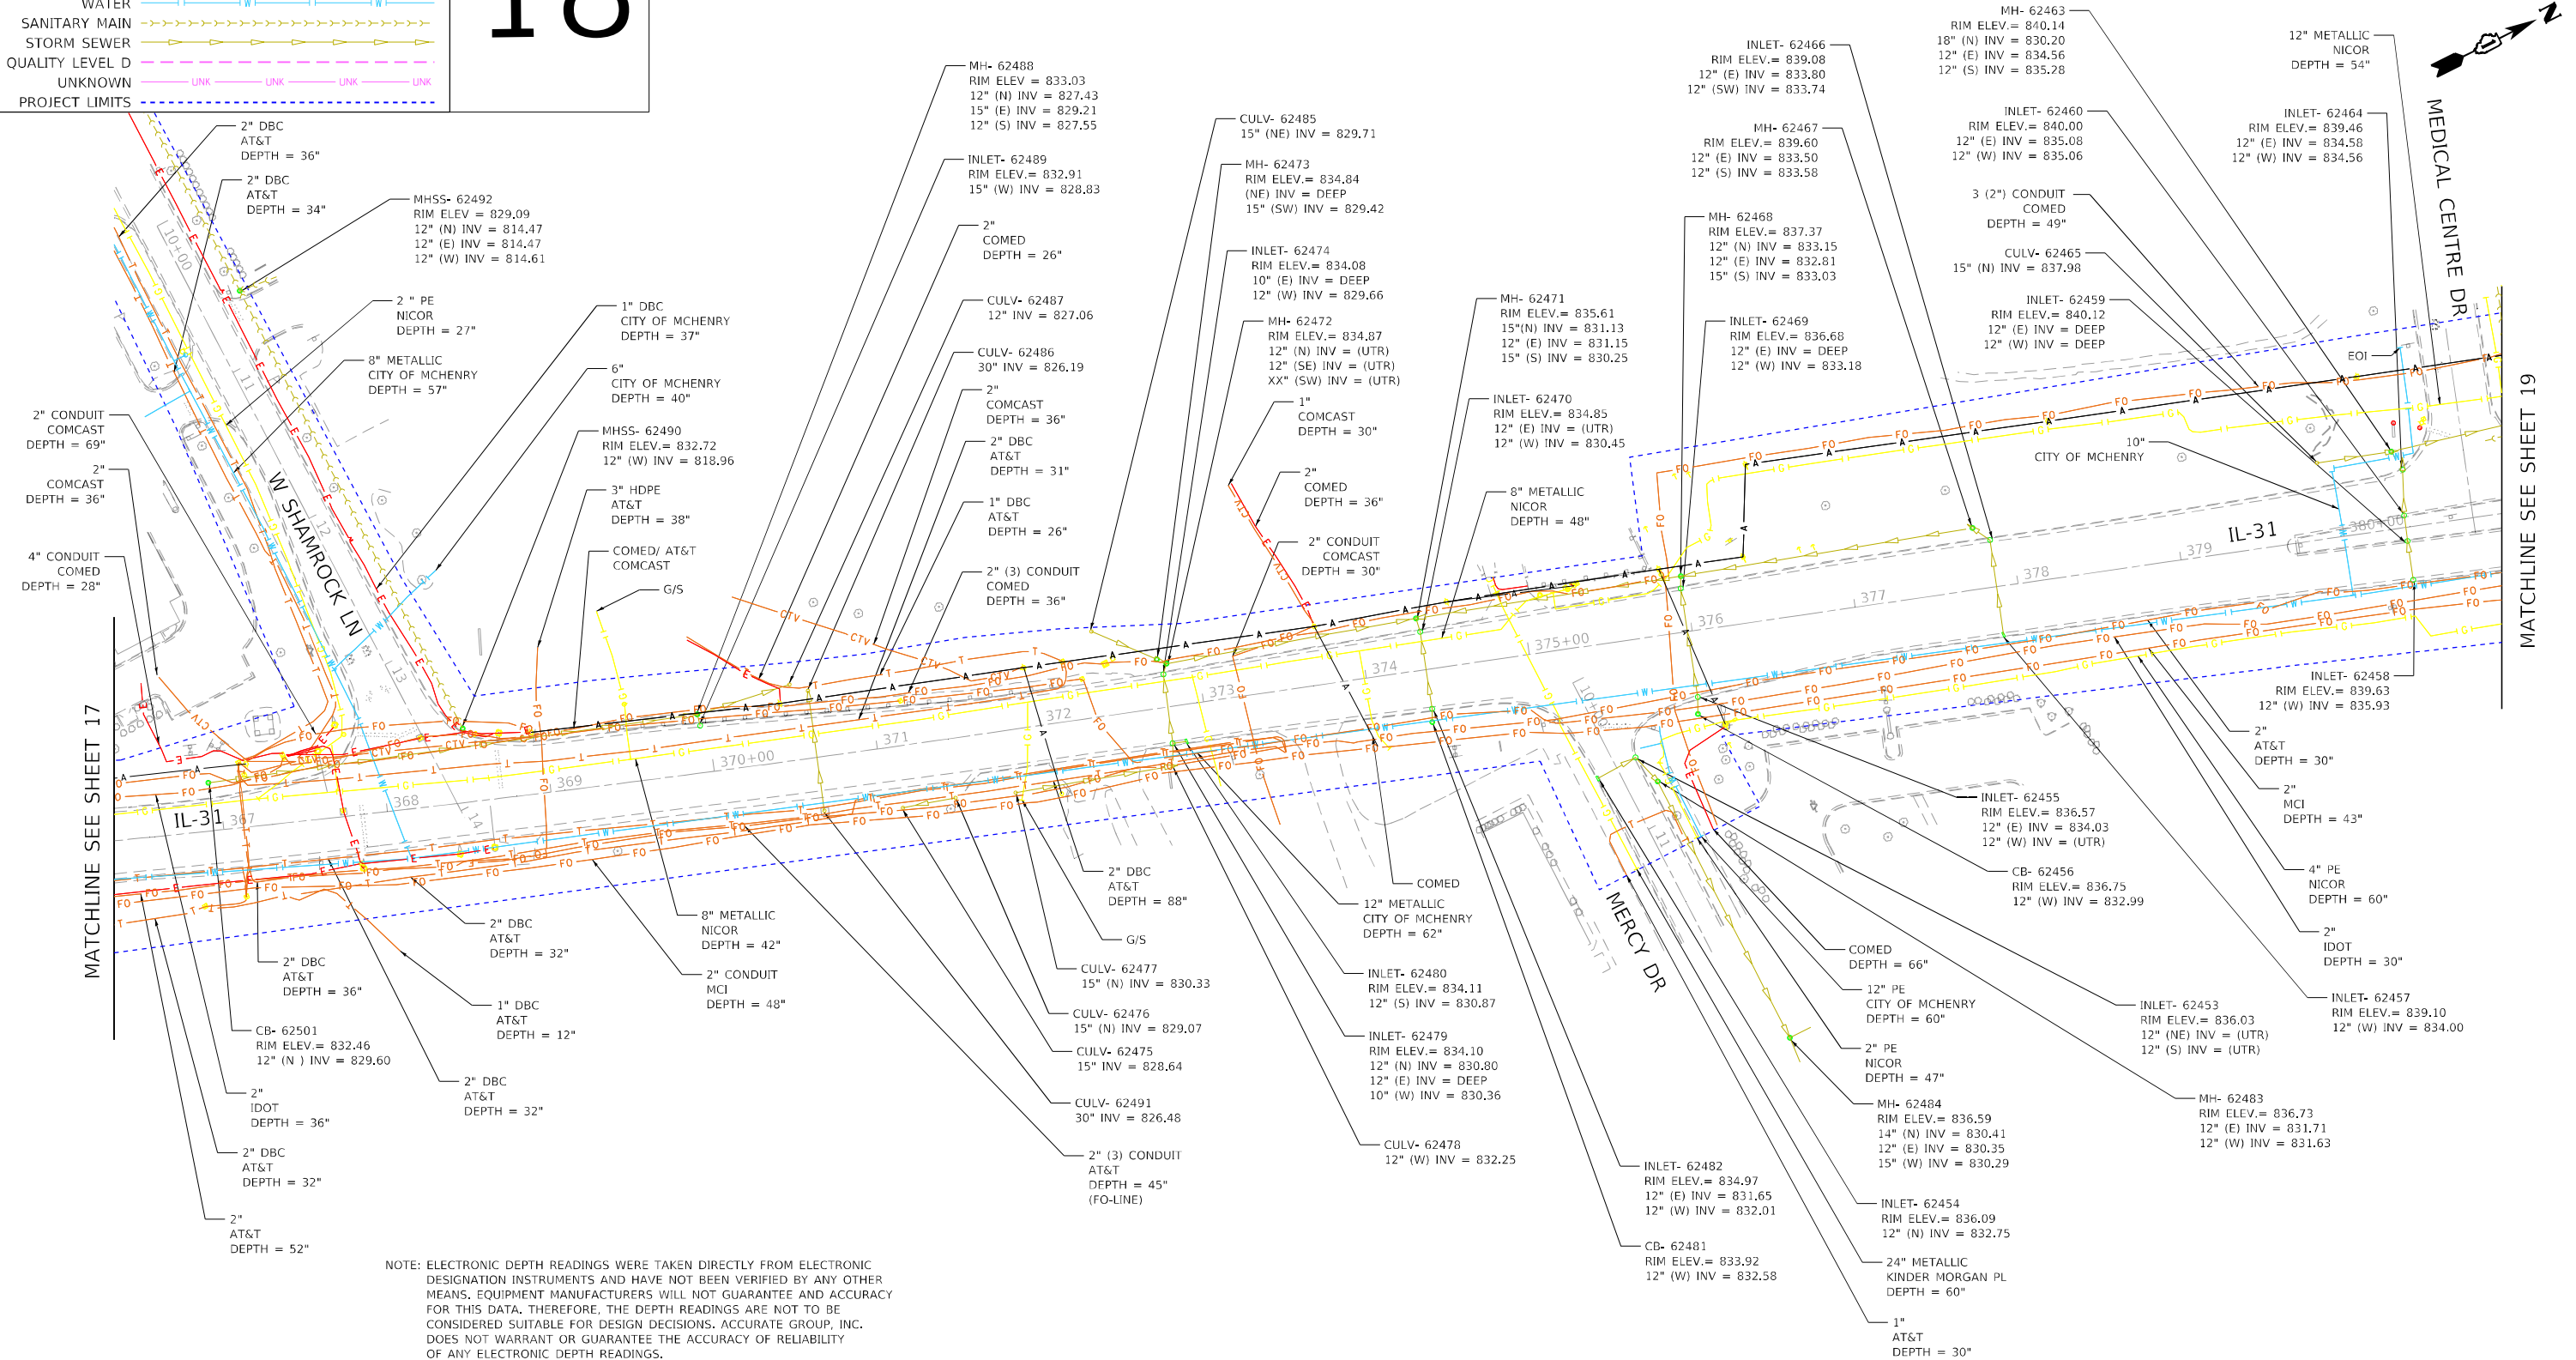 WATER
SANITARY MAIN
STORM SEWER
QUALITY LEVEL D
UNKNOWN
PROJECT LIMITS
18
2" DBC
AT&T
DEPTH = 36"
2" DBC
AT&T
DEPTH = 34"
MHSS- 62492
RIM ELEV = 829.09
12" (N) INV = 814.47
12" (E) INV = 814.47
12" (W) INV = 814.61
2 " PE
NICOR
DEPTH = 27"
8" METALLIC
CITY OF MCHENRY
DEPTH = 57"
1" DBC
CITY OF MCHENRY
DEPTH = 37"
6"
CITY OF MCHENRY
DEPTH = 40"
MHSS- 62490
RIM ELEV.= 832.72
12" (W) INV = 818.96
3" HDPE
AT&T
DEPTH = 38"
COMED/ AT&T
COMCAST
G/S
MH- 62488
RIM ELEV = 833.03
12" (N) INV = 827.43
15" (E) INV = 829.21
12" (S) INV = 827.55
INLET- 62489
RIM ELEV.= 832.91
15" (W) INV = 828.83
2"
COMED
DEPTH = 26"
CULV- 62487
12" INV = 827.06
CULV- 62486
30" INV = 826.19
2"
COMCAST
DEPTH = 36"
2" DBC
AT&T
DEPTH = 31"
1" DBC
AT&T
DEPTH = 26"
2" (3) CONDUIT
COMED
DEPTH = 36"
CULV- 62485
15" (NE) INV = 829.71
MH- 62473
RIM ELEV.= 834.84
(NE) INV = DEEP
15" (SW) INV = 829.42
INLET- 62474
RIM ELEV.= 834.08
10" (E) INV = DEEP
12" (W) INV = 829.66
MH- 62472
RIM ELEV.= 834.87
12" (N) INV = (UTR)
12" (SE) INV = (UTR)
XX" (SW) INV = (UTR)
1"
COMCAST
DEPTH = 30"
2"
COMED
DEPTH = 36"
2" CONDUIT
COMCAST
DEPTH = 30"
MH- 62471
RIM ELEV.= 835.61
15"(N) INV = 831.13
12" (E) INV = 831.15
15" (S) INV = 830.25
INLET- 62470
RIM ELEV.= 834.85
12" (E) INV = (UTR)
12" (W) INV = 830.45
8" METALLIC
NICOR
DEPTH = 48"
INLET- 62466
RIM ELEV.= 839.08
12" (E) INV = 833.80
12" (SW) INV = 833.74
MH- 62467
RIM ELEV.= 839.60
12" (E) INV = 833.50
12" (S) INV = 833.58
MH- 62468
RIM ELEV.= 837.37
12" (N) INV = 833.15
12" (E) INV = 832.81
15" (S) INV = 833.03
INLET- 62469
RIM ELEV.= 836.68
12" (E) INV = DEEP
12" (W) INV = 833.18
MH- 62463
RIM ELEV.= 840.14
18" (N) INV = 830.20
12" (E) INV = 834.56
12" (S) INV = 835.28
INLET- 62460
RIM ELEV.= 840.00
12" (E) INV = 835.08
12" (W) INV = 835.06
3 (2") CONDUIT
COMED
DEPTH = 49"
CULV- 62465
15" (N) INV = 837.98
INLET- 62459
RIM ELEV.= 840.12
12" (E) INV = DEEP
12" (W) INV = DEEP
12" METALLIC
NICOR
DEPTH = 54"
INLET- 62464
RIM ELEV.= 839.46
12" (E) INV = 834.58
12" (W) INV = 834.56
EOI
10"
CITY OF MCHENRY
N
MEDICAL CENTRE DR
MATCHLINE SEE SHEET 19
2" CONDUIT
COMCAST
DEPTH = 69"
2"
COMCAST
DEPTH = 36"
4" CONDUIT
COMED
DEPTH = 28"
W SHAMROCK LN
MATCHLINE SEE SHEET 17
IL-31
IL-31
MERCY DR
10+00
11
12
13
14
367
368
369
370+00
371
372
373
374
375+00
376
377
378
379
380+00
10+00
11
2" DBC
AT&T
DEPTH = 36"
CB- 62501
RIM ELEV.= 832.46
12" (N ) INV = 829.60
2"
IDOT
DEPTH = 36"
2" DBC
AT&T
DEPTH = 32"
2"
AT&T
DEPTH = 52"
2" DBC
AT&T
DEPTH = 32"
1" DBC
AT&T
DEPTH = 12"
2" DBC
AT&T
DEPTH = 32"
8" METALLIC
NICOR
DEPTH = 42"
2" CONDUIT
MCI
DEPTH = 48"
2" DBC
AT&T
DEPTH = 88"
G/S
CULV- 62477
15" (N) INV = 830.33
CULV- 62476
15" (N) INV = 829.07
CULV- 62475
15" INV = 828.64
CULV- 62491
30" INV = 826.48
2" (3) CONDUIT
AT&T
DEPTH = 45"
(FO-LINE)
COMED
12" METALLIC
CITY OF MCHENRY
DEPTH = 62"
INLET- 62480
RIM ELEV.= 834.11
12" (S) INV = 830.87
INLET- 62479
RIM ELEV.= 834.10
12" (N) INV = 830.80
12" (E) INV = DEEP
10" (W) INV = 830.36
CULV- 62478
12" (W) INV = 832.25
INLET- 62482
RIM ELEV.= 834.97
12" (E) INV = 831.65
12" (W) INV = 832.01
CB- 62481
RIM ELEV.= 833.92
12" (W) INV = 832.58
INLET- 62458
RIM ELEV.= 839.63
12" (W) INV = 835.93
2"
AT&T
DEPTH = 30"
2"
MCI
DEPTH = 43"
4" PE
NICOR
DEPTH = 60"
2"
IDOT
DEPTH = 30"
INLET- 62457
RIM ELEV.= 839.10
12" (W) INV = 834.00
INLET- 62455
RIM ELEV.= 836.57
12" (E) INV = 834.03
12" (W) INV = (UTR)
CB- 62456
RIM ELEV.= 836.75
12" (W) INV = 832.99
COMED
DEPTH = 66"
12" PE
CITY OF MCHENRY
DEPTH = 60"
2" PE
NICOR
DEPTH = 47"
INLET- 62453
RIM ELEV.= 836.03
12" (NE) INV = (UTR)
12" (S) INV = (UTR)
MH- 62483
RIM ELEV.= 836.73
12" (E) INV = 831.71
12" (W) INV = 831.63
MH- 62484
RIM ELEV.= 836.59
14" (N) INV = 830.41
12" (E) INV = 830.35
15" (W) INV = 830.29
INLET- 62454
RIM ELEV.= 836.09
12" (N) INV = 832.75
24" METALLIC
KINDER MORGAN PL
DEPTH = 60"
1"
AT&T
DEPTH = 30"
NOTE: ELECTRONIC DEPTH READINGS WERE TAKEN DIRECTLY FROM ELECTRONIC
DESIGNATION INSTRUMENTS AND HAVE NOT BEEN VERIFIED BY ANY OTHER
MEANS. EQUIPMENT MANUFACTURERS WILL NOT GUARANTEE AND ACCURACY
FOR THIS DATA. THEREFORE, THE DEPTH READINGS ARE NOT TO BE
CONSIDERED SUITABLE FOR DESIGN DECISIONS. ACCURATE GROUP, INC.
DOES NOT WARRANT OR GUARANTEE THE ACCURACY OF RELIABILITY
OF ANY ELECTRONIC DEPTH READINGS.